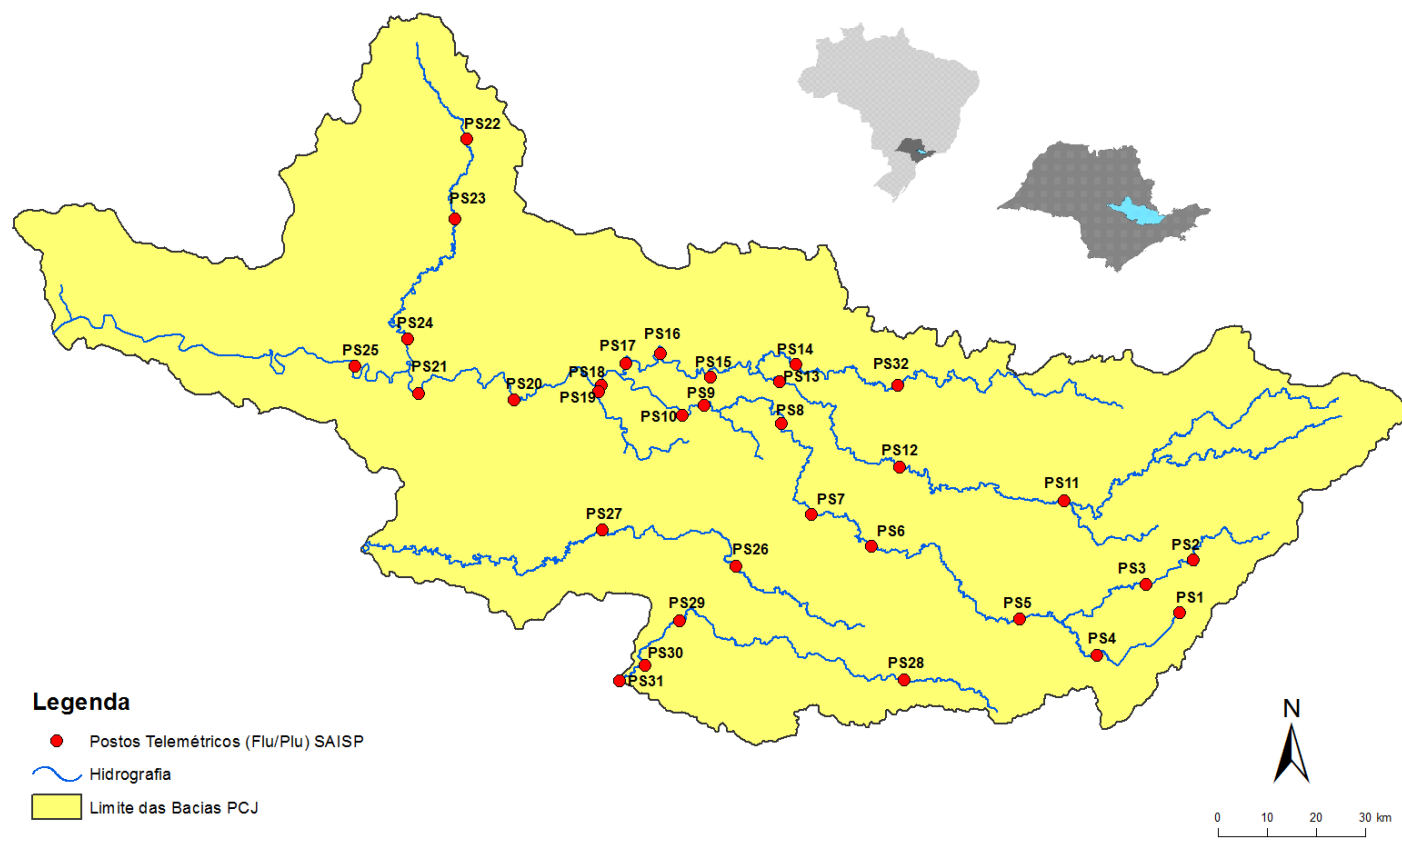 PS22
PS23
PS24
PS25
PS21
PS20
PS17
PS16
PS18
PS19
PS15
PS14
PS13
PS32
PS9
PS10
PS8
PS12
PS11
PS7
PS6
PS27
PS26
PS2
PS3
PS1
PS5
PS4
PS29
PS30
PS31
PS28
Legenda
Postos Telemétricos (Flu/Plu) SAISP
Hidrografia
Limite das Bacias PCJ
N
0 10 20 30 km